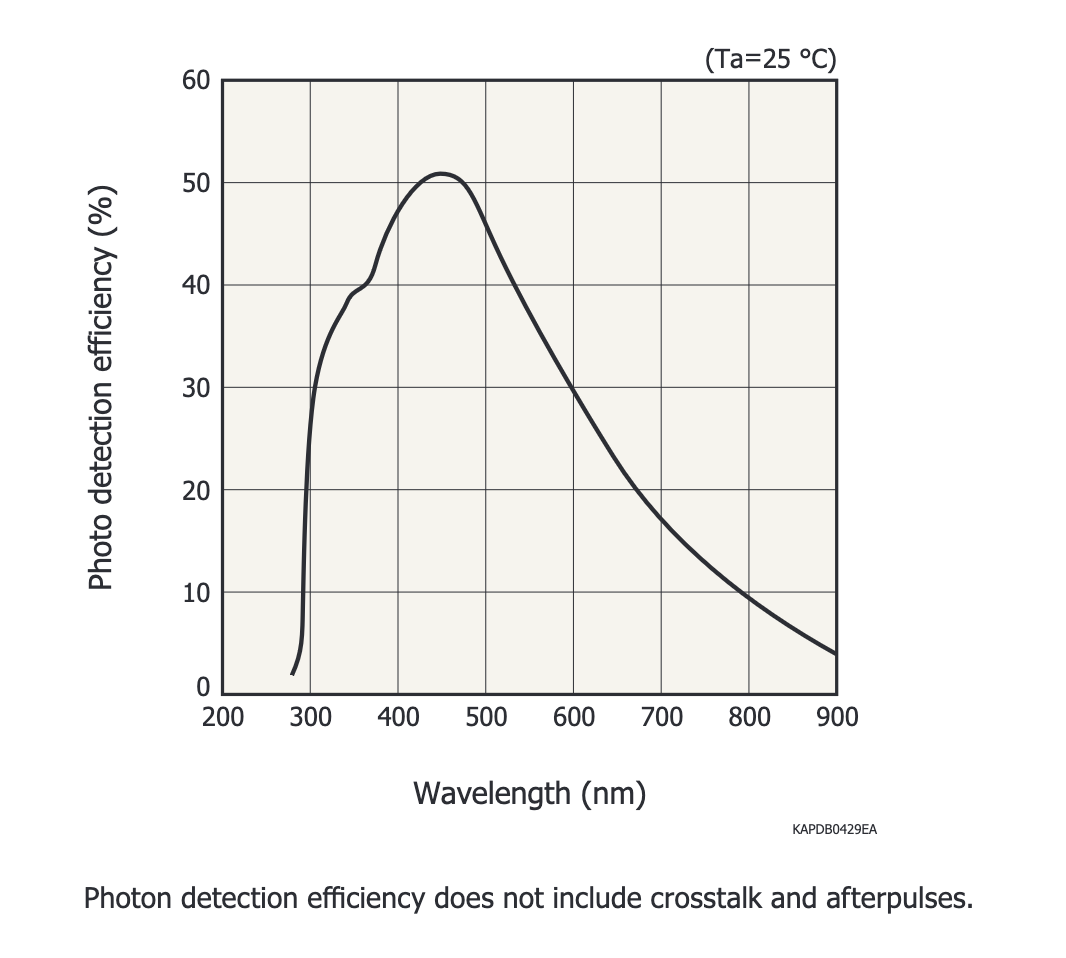 (Ta=25 °C)
60
50
40
30
20
10
0
Photo detection efficiency (%)
200 300 400 500 600 700 800 900
Wavelength (nm)
KAPDB0429EA
Photon detection efficiency does not include crosstalk and afterpulses.